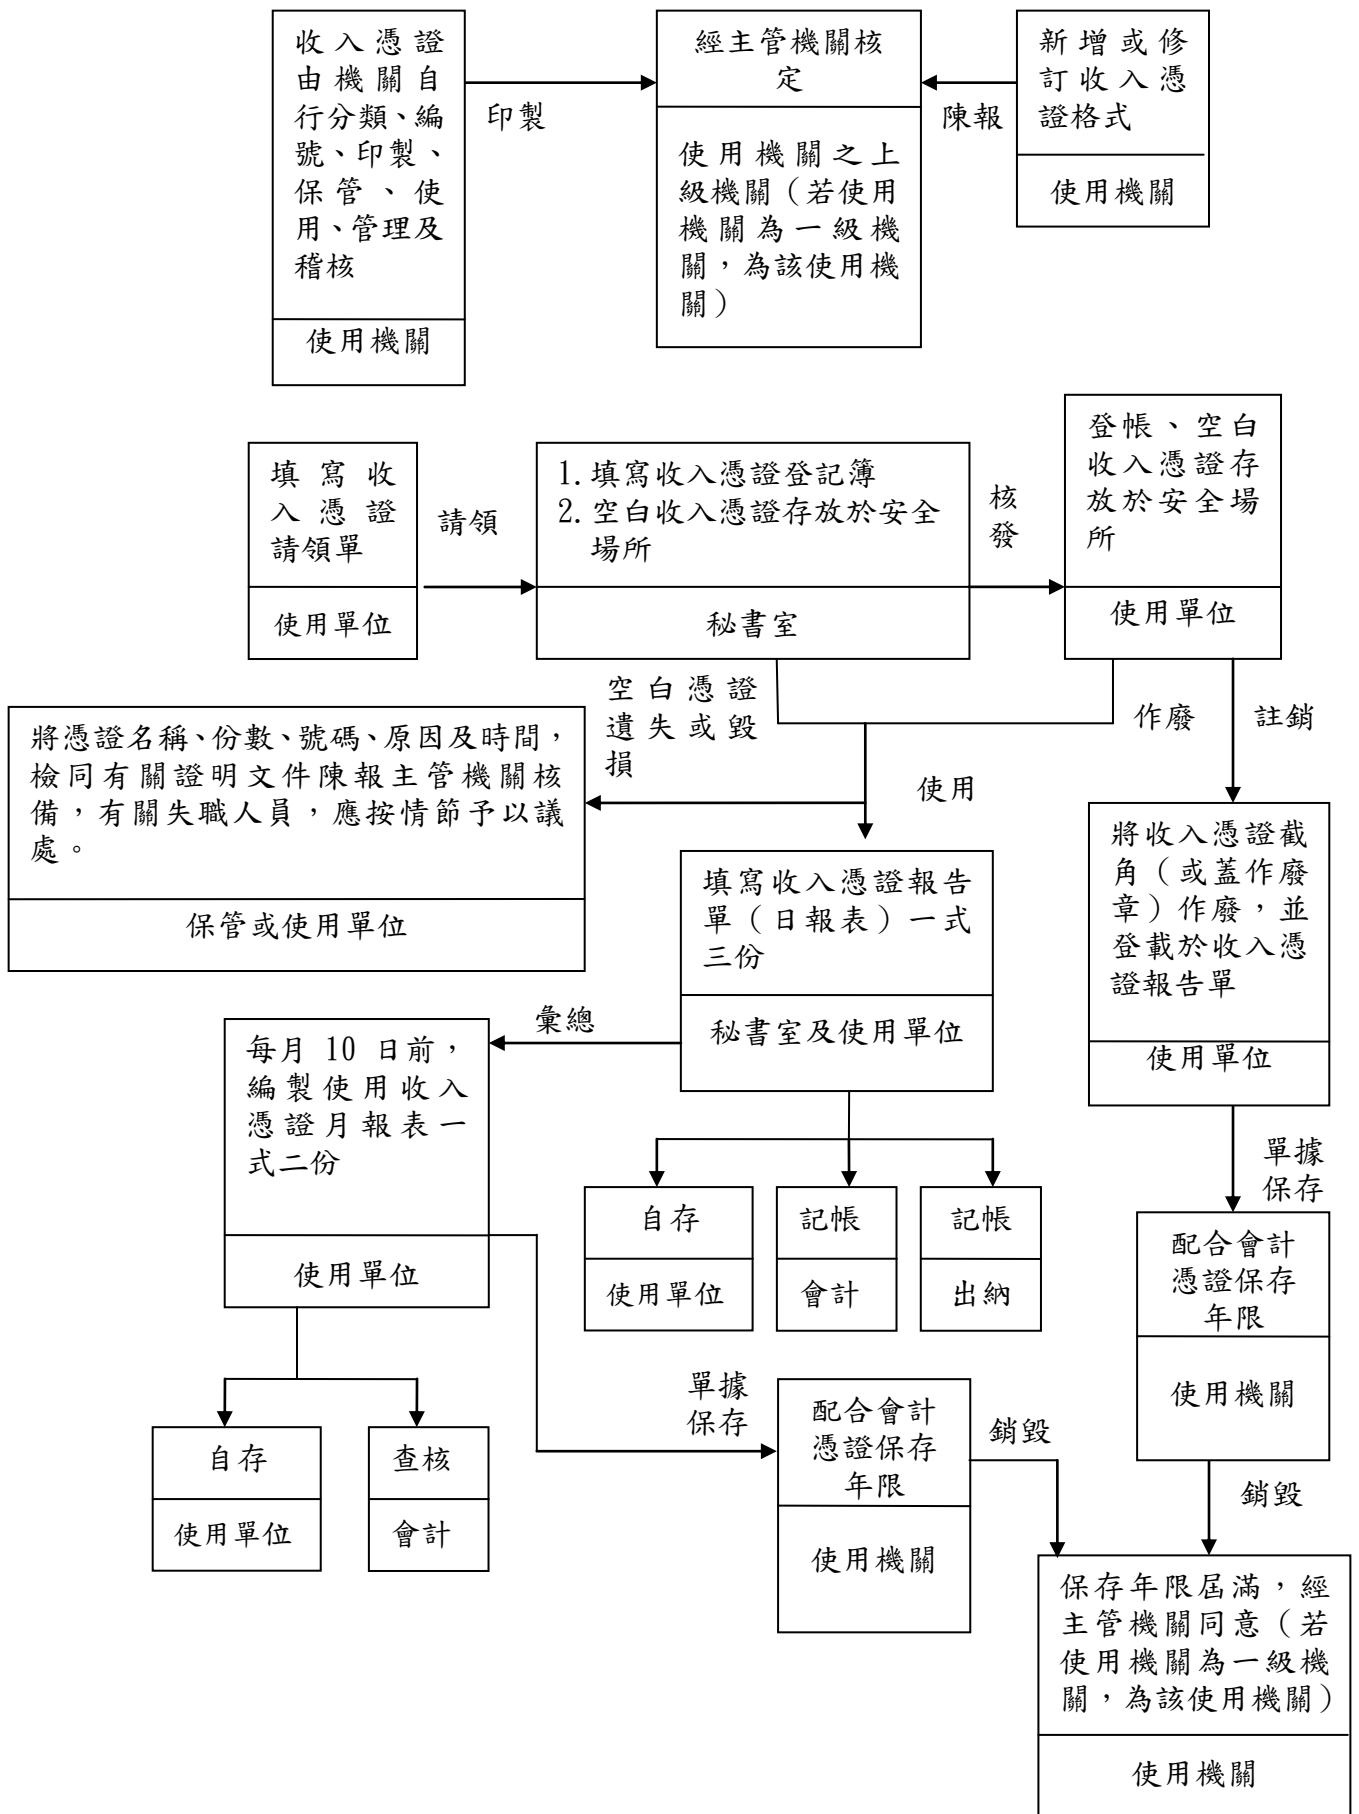 收入憑證
由機關自
行分類、編
號、印製、
保管、使
用、管理及
稽核
使用機關
印製
經主管機關核
定
使用機關之上
級機關（若使用
機關為一級機
關，為該使用機
關）
陳報
新增或修
訂收入憑
證格式
使用機關
填寫收
入憑證
請領單
使用單位
請領
1.填寫收入憑證登記簿
2.空白收入憑證存放於安全
場所
秘書室
核
發
登帳、空白
收入憑證存
放於安全場
所
使用單位
空白憑證
遺失或毀
損
使用
作廢
註銷
將憑證名稱、份數、號碼、原因及時間，
檢同有關證明文件陳報主管機關核
備，有關失職人員，應按情節予以議
處。
保管或使用單位
填寫收入憑證報告
單（日報表）一式
三份
秘書室及使用單位
將收入憑證截
角（或蓋作廢
章）作廢，並
登載於收入憑
證報告單
使用單位
彙總
每月 10 日前，
編製使用收入
憑證月報表一
式二份
使用單位
自存
使用單位
記帳
會計
記帳
出納
單據
保存
配合會計
憑證保存
年限
使用機關
自存
使用單位
查核
會計
單據
保存
配合會計
憑證保存
年限
使用機關
銷毀
銷毀
保存年限屆滿，經
主管機關同意（若
使用機關為一級機
關，為該使用機關）
使用機關